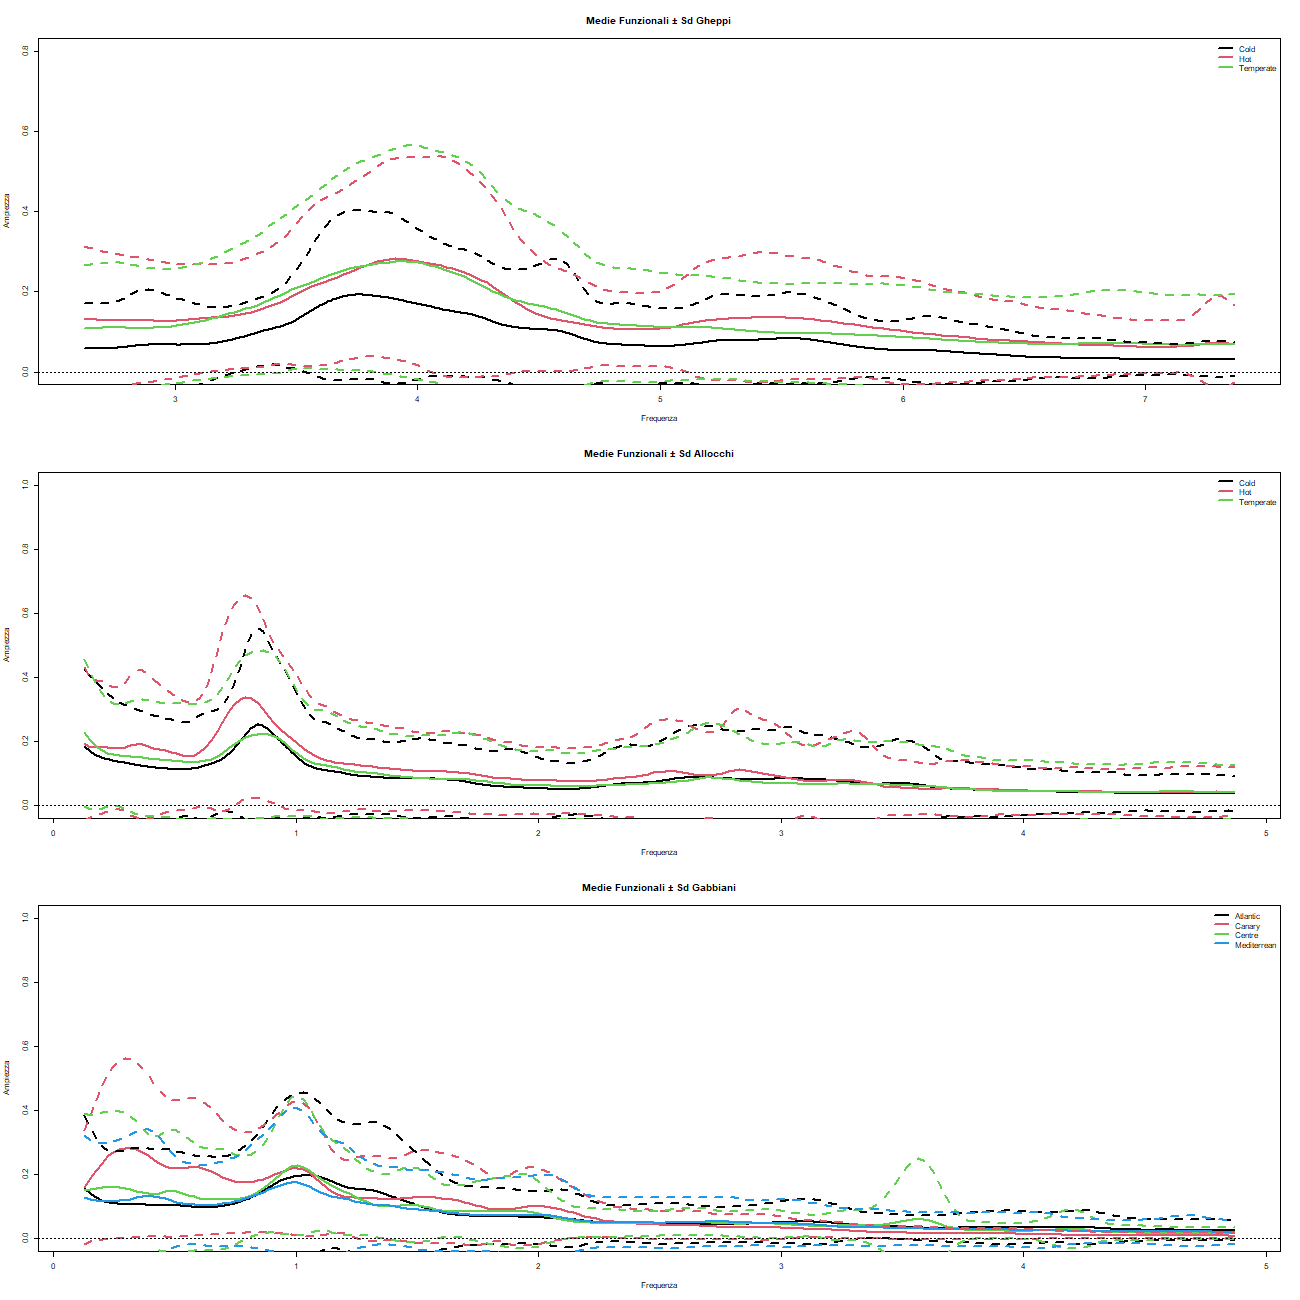 Medie Funzionali ± Sd Gheppi
Cold
Hot
Temperate
Ampiezza
0.8
0.6
0.4
0.2
0.0
3 4 5 6 7
Frequenza
Medie Funzionali ± Sd Allocchi
Cold
Hot
Temperate
Ampiezza
1.0
0.8
0.6
0.4
0.2
0.0
0 1 2 3 4 5
Frequenza
Medie Funzionali ± Sd Gabbiani
Atlantic
Canary
Centre
Mediterrean
Ampiezza
1.0
0.8
0.6
0.4
0.2
0.0
0 1 2 3 4 5
Frequenza